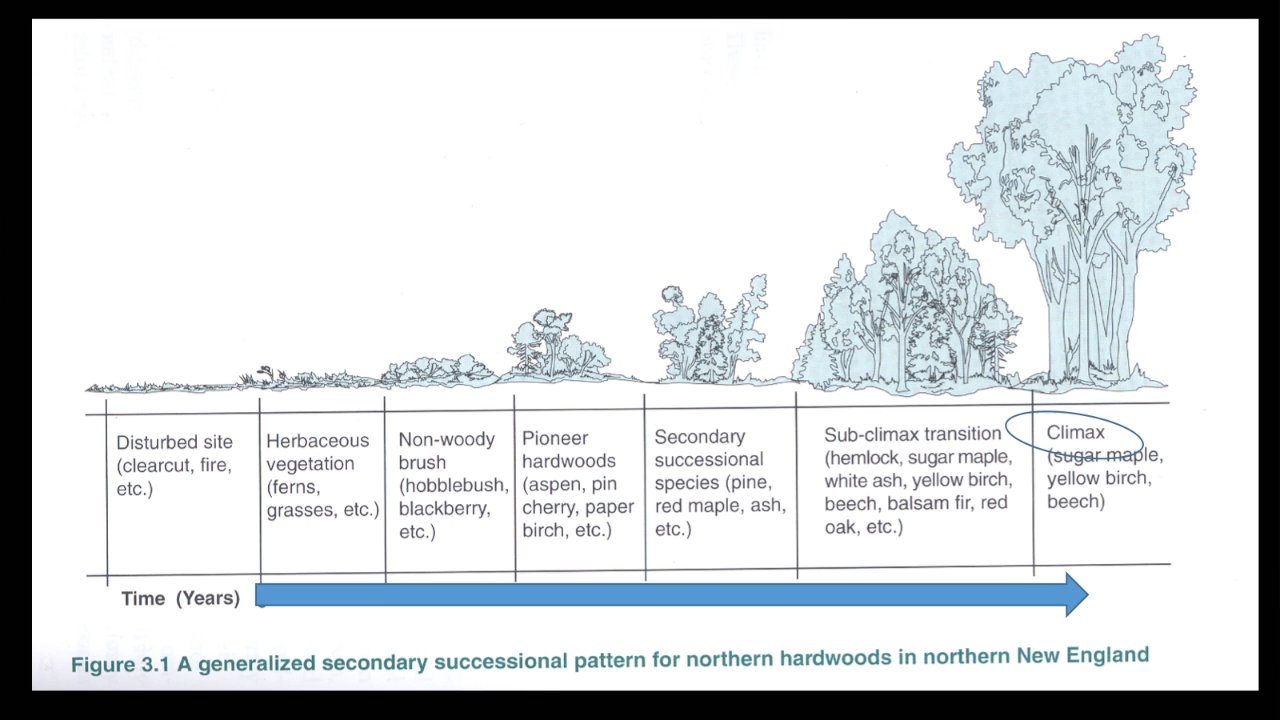 Disturbed site
(clearcut, fire,
etc.)
Herbaceous
vegetation
(ferns,
grasses, etc.)
Non-woody
brush
(hobblebush,
blackberry,
etc.)
Pioneer
hardwoods
(aspen, pin
cherry, paper
birch, etc.)
Secondary
successional
species (pine,
red maple, ash,
etc.)
Sub-climax transition
(hemlock, sugar maple,
white ash, yellow birch,
beech, balsam fir, red
oak, etc.)
Climax
(sugar maple,
yellow birch,
beech)
Time (Years)
Figure 3.1 A generalized secondary successional pattern for northern hardwoods in northern New England